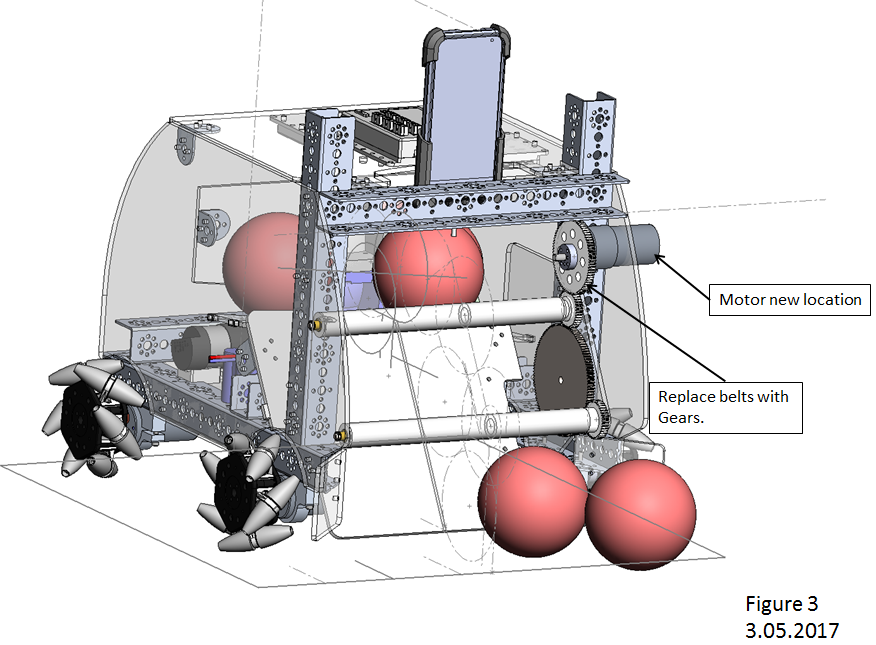 Motor new location
Replace belts with
Gears.
Figure 3
3.05.2017